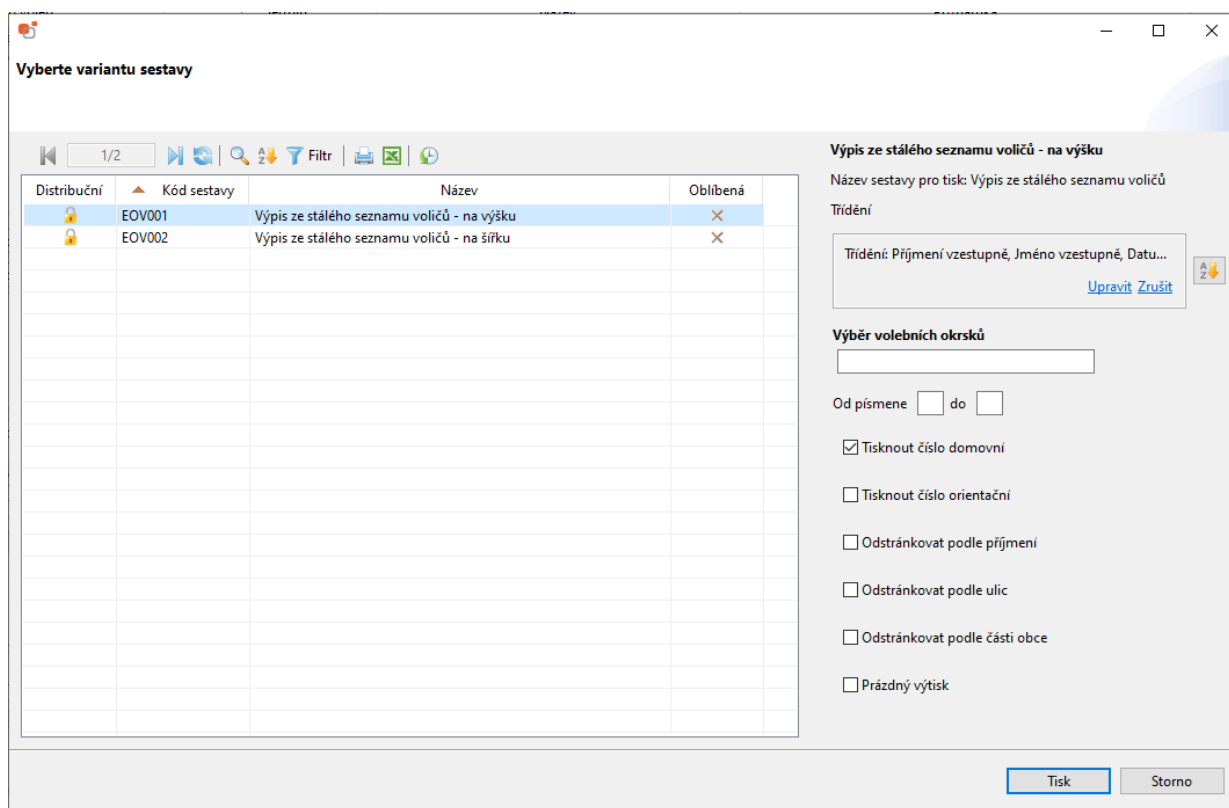 Vyberte variantu sestavy
1/2
Filtr
Distribuční Kód sestavy Název Oblíbená
EOV001 Výpis ze stálého seznamu voličů - na výšku
EOV002 Výpis ze stálého seznamu voličů - na šířku
Výpis ze stálého seznamu voličů - na výšku
Název sestavy pro tisk: Výpis ze stálého seznamu voličů
Třídění
Třídění: Příjmení vzestupně, Jméno vzestupně, Datu...
Upravit Zrušit
Výběr volebních okrsků
Od písmene do
Tisknout číslo domovní
Tisknout číslo orientační
Odstránkovat podle příjmení
Odstránkovat podle ulic
Odstránkovat podle části obce
Prázdný výtisk
Tisk Storno